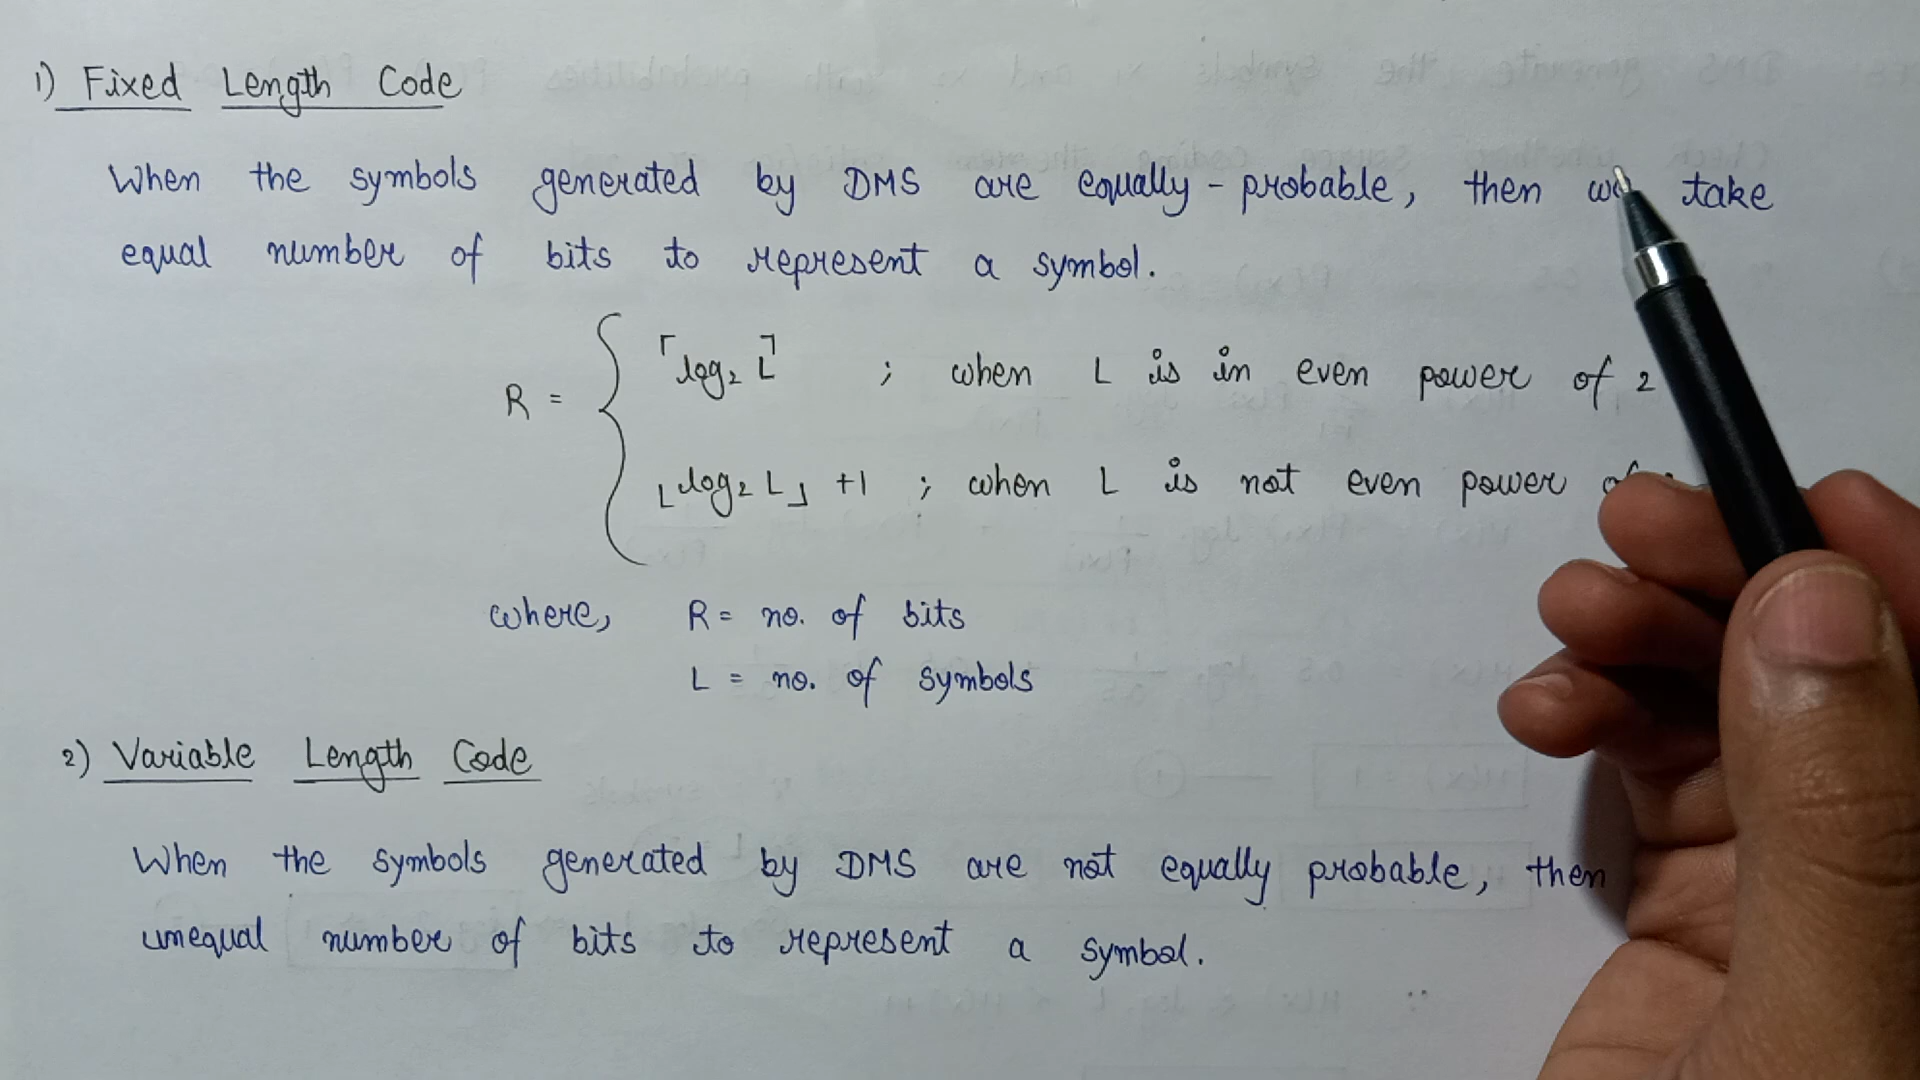 1) Fixed Length Code
When the symbols generated by DMS are equally-probable, then we take
equal number of bits to represent a symbol.
R = { ⌈log₂ L⌉ ; when L is in even power of 2
⌊log₂ L⌋ +1 ; when L is not even power of
where, R = no. of bits
L = no. of symbols
2) Variable Length Code
When the symbols generated by DMS are not equally probable, then
unequal number of bits to represent a symbol.